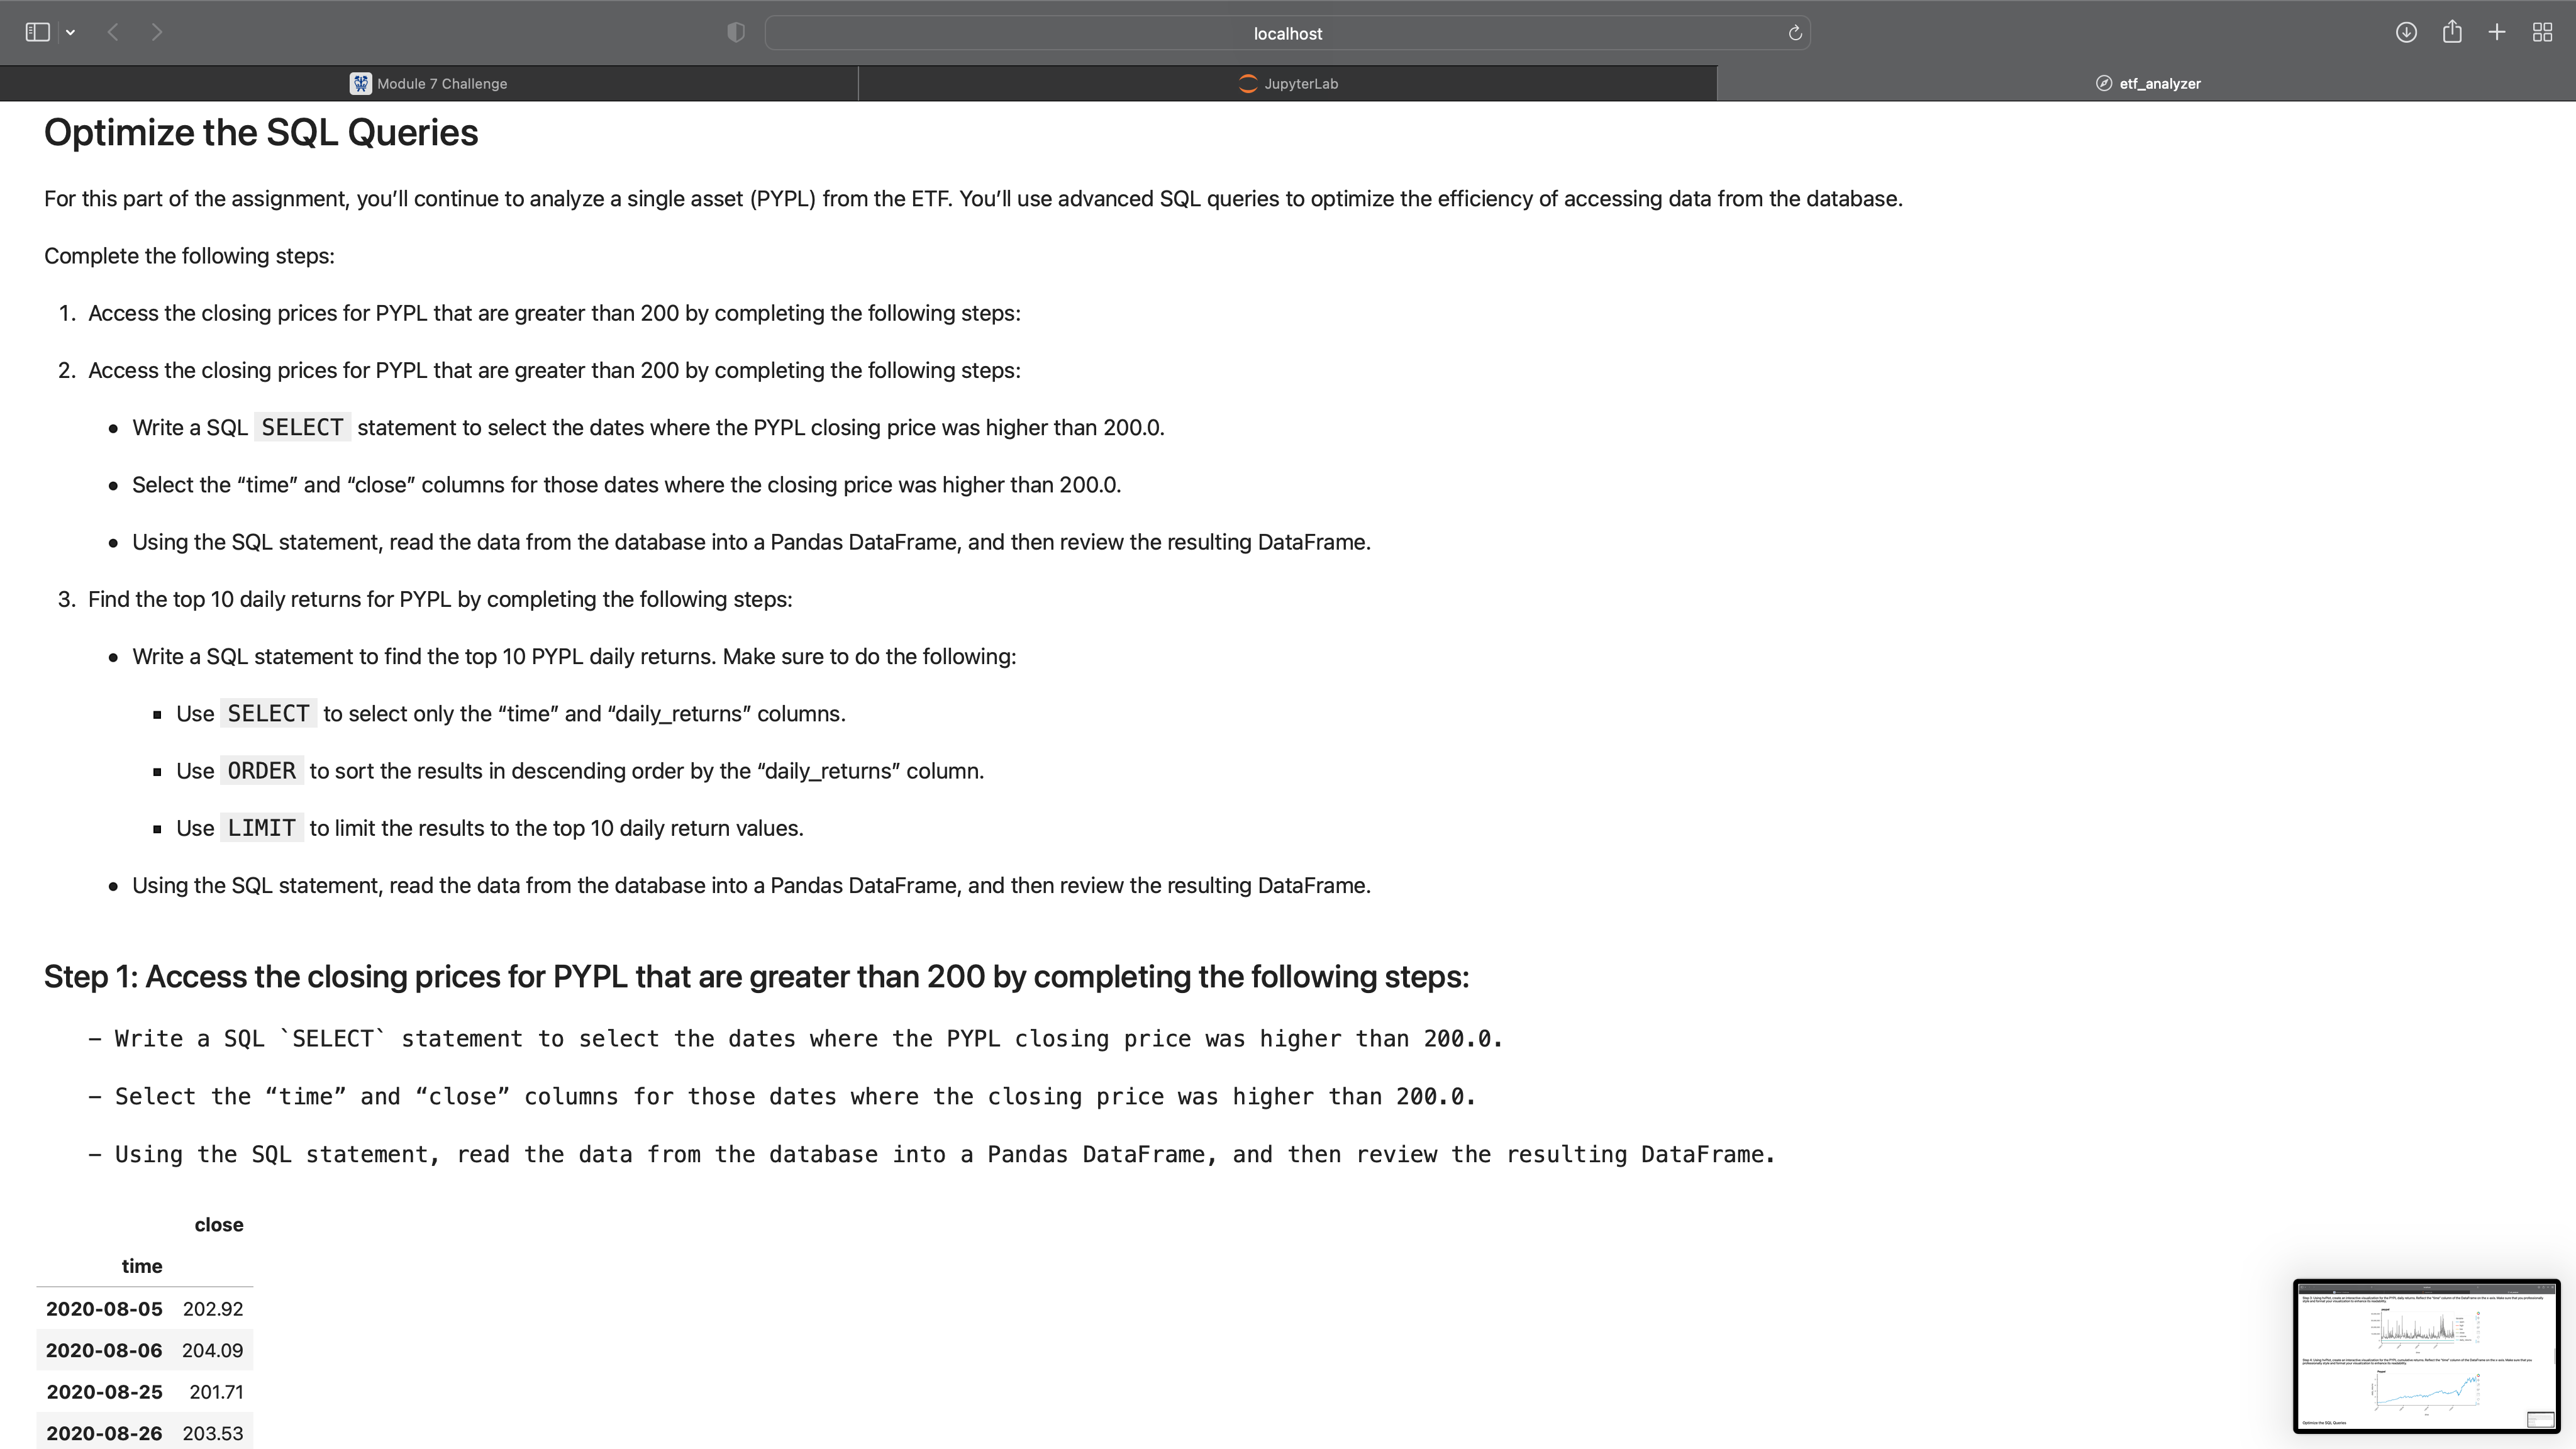 localhost
Module 7 Challenge
JupyterLab
etf_analyzer
Optimize the SQL Queries
For this part of the assignment, you’ll continue to analyze a single asset (PYPL) from the ETF. You’ll use advanced SQL queries to optimize the efficiency of accessing data from the database.
Complete the following steps:
1. Access the closing prices for PYPL that are greater than 200 by completing the following steps:
2. Access the closing prices for PYPL that are greater than 200 by completing the following steps:
• Write a SQL SELECT statement to select the dates where the PYPL closing price was higher than 200.0.
• Select the “time” and “close” columns for those dates where the closing price was higher than 200.0.
• Using the SQL statement, read the data from the database into a Pandas DataFrame, and then review the resulting DataFrame.
3. Find the top 10 daily returns for PYPL by completing the following steps:
• Write a SQL statement to find the top 10 PYPL daily returns. Make sure to do the following:
▪ Use SELECT to select only the “time” and “daily_returns” columns.
▪ Use ORDER to sort the results in descending order by the “daily_returns” column.
▪ Use LIMIT to limit the results to the top 10 daily return values.
• Using the SQL statement, read the data from the database into a Pandas DataFrame, and then review the resulting DataFrame.
Step 1: Access the closing prices for PYPL that are greater than 200 by completing the following steps:
– Write a SQL `SELECT` statement to select the dates where the PYPL closing price was higher than 200.0.
– Select the “time” and “close” columns for those dates where the closing price was higher than 200.0.
– Using the SQL statement, read the data from the database into a Pandas DataFrame, and then review the resulting DataFrame.
close
time
2020-08-05 202.92
2020-08-06 204.09
2020-08-25 201.71
2020-08-26 203.53
Optimize the SQL Queries